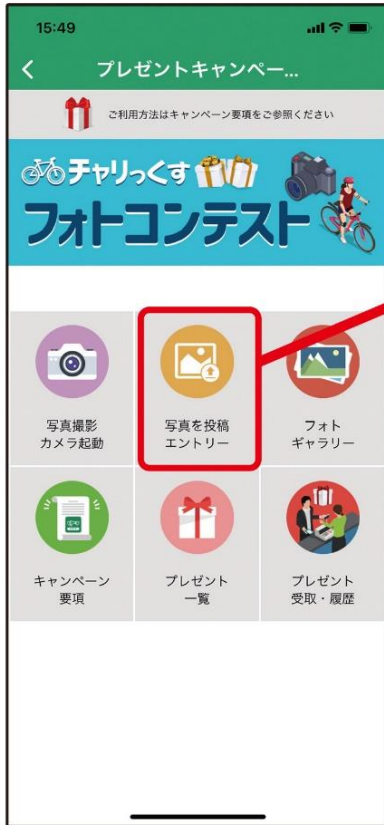 15:49
プレゼントキャンペー...
ご利用方法はキャンペーン要項をご参照ください
チャリっくす
フォトコンテスト
写真撮影
カメラ起動
写真を投稿
エントリー
フォト
ギャラリー
キャンペーン
要項
プレゼント
一覧
プレゼント
受取・履歴